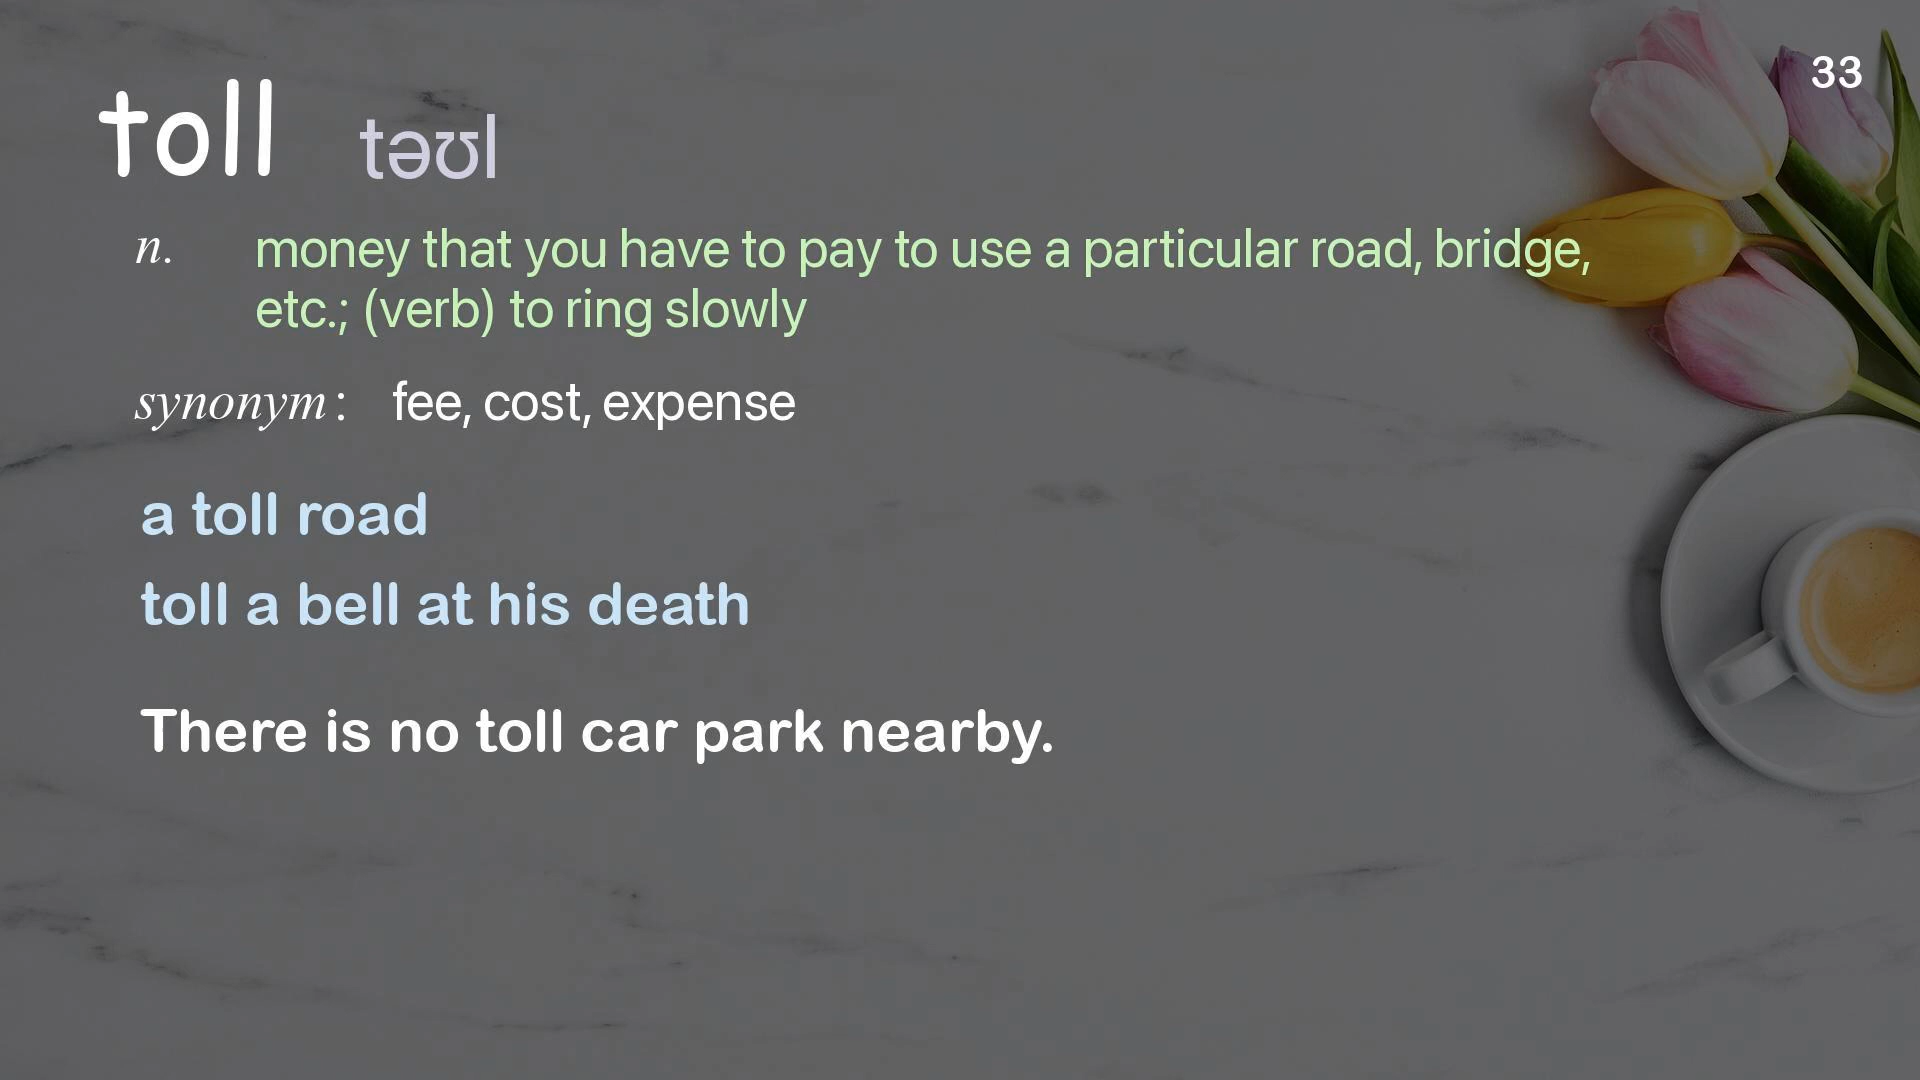 33
toll təʊl
n. money that you have to pay to use a particular road, bridge,
etc.; (verb) to ring slowly
synonym : fee, cost, expense
a toll road
toll a bell at his death
There is no toll car park nearby.